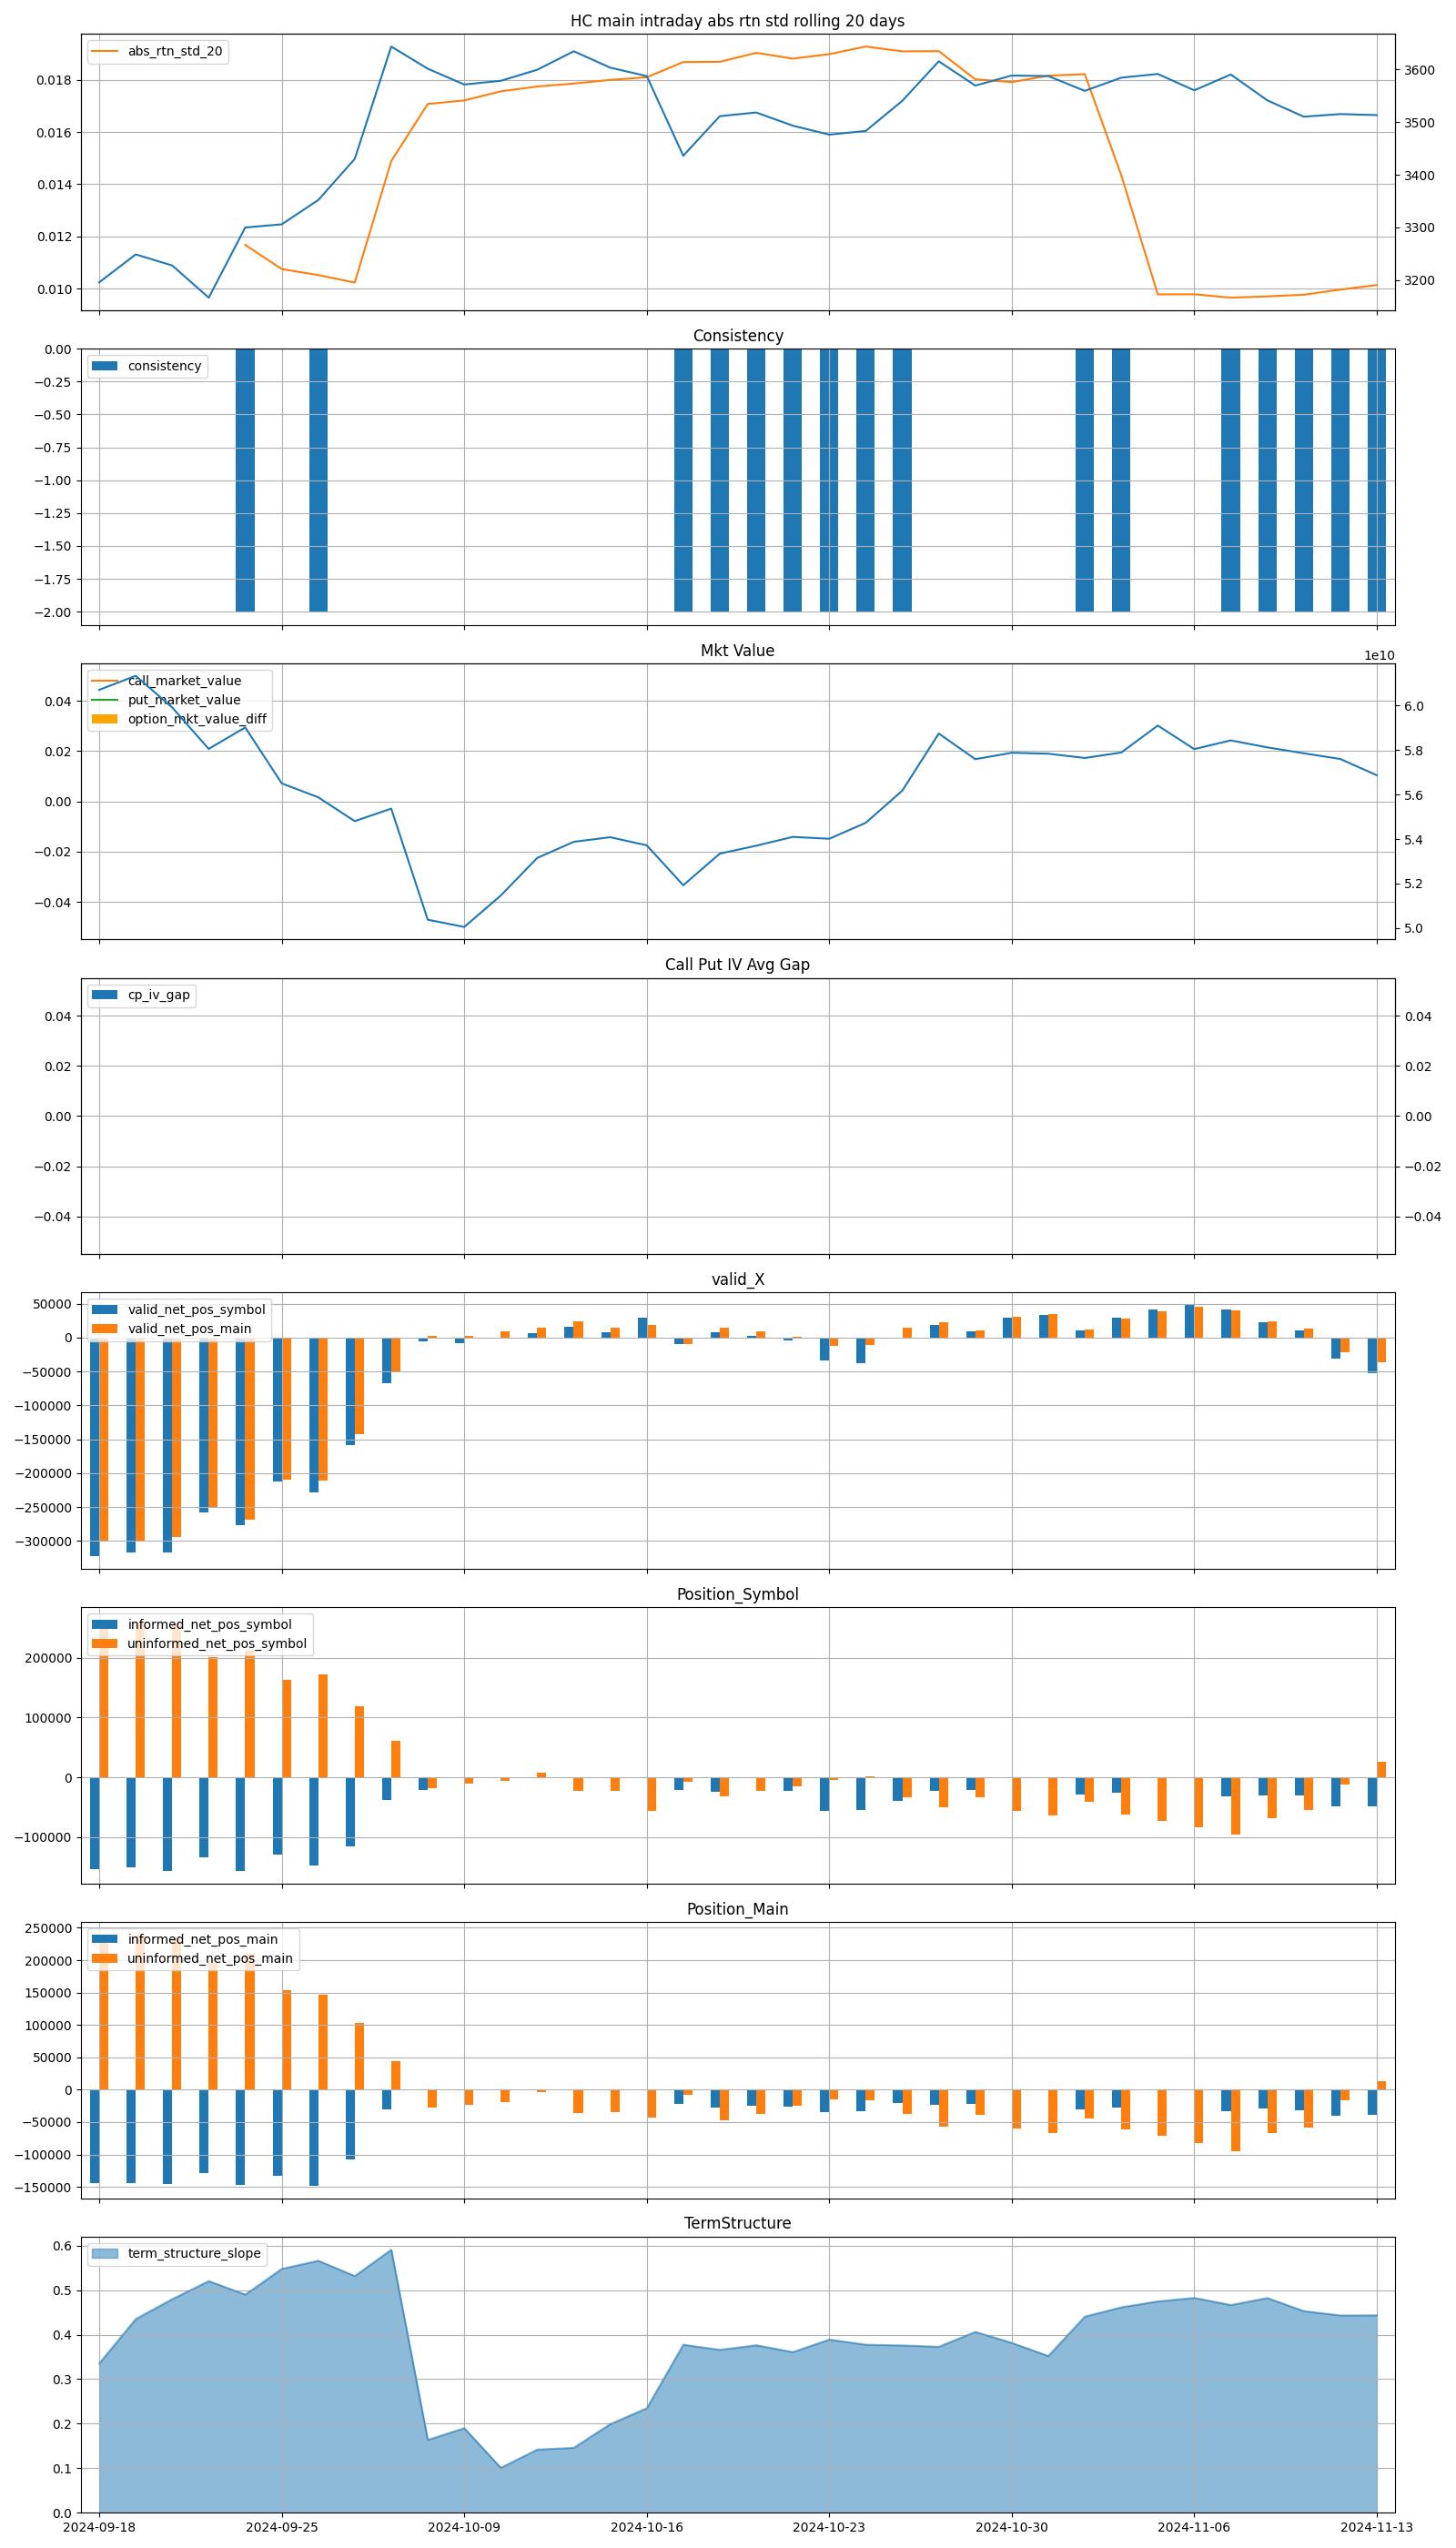 HC main intraday abs rtn std rolling 20 days
abs_rtn_std_20
0.018
0.016
0.014
0.012
0.010
3600
3500
3400
3300
3200
Consistency
consistency
0.00
−0.25
−0.50
−0.75
−1.00
−1.25
−1.50
−1.75
−2.00
Mkt Value
1e10
call_market_value
put_market_value
option_mkt_value_diff
0.04
0.02
0.00
−0.02
−0.04
6.0
5.8
5.6
5.4
5.2
5.0
Call Put IV Avg Gap
cp_iv_gap
0.04
0.02
0.00
−0.02
−0.04
0.04
0.02
0.00
−0.02
−0.04
valid_X
valid_net_pos_symbol
valid_net_pos_main
50000
0
−50000
−100000
−150000
−200000
−250000
−300000
Position_Symbol
informed_net_pos_symbol
uninformed_net_pos_symbol
200000
100000
0
−100000
Position_Main
informed_net_pos_main
uninformed_net_pos_main
250000
200000
150000
100000
50000
0
−50000
−100000
−150000
TermStructure
term_structure_slope
0.6
0.5
0.4
0.3
0.2
0.1
0.0
2024-09-18 2024-09-25 2024-10-09 2024-10-16 2024-10-23 2024-10-30 2024-11-06 2024-11-13